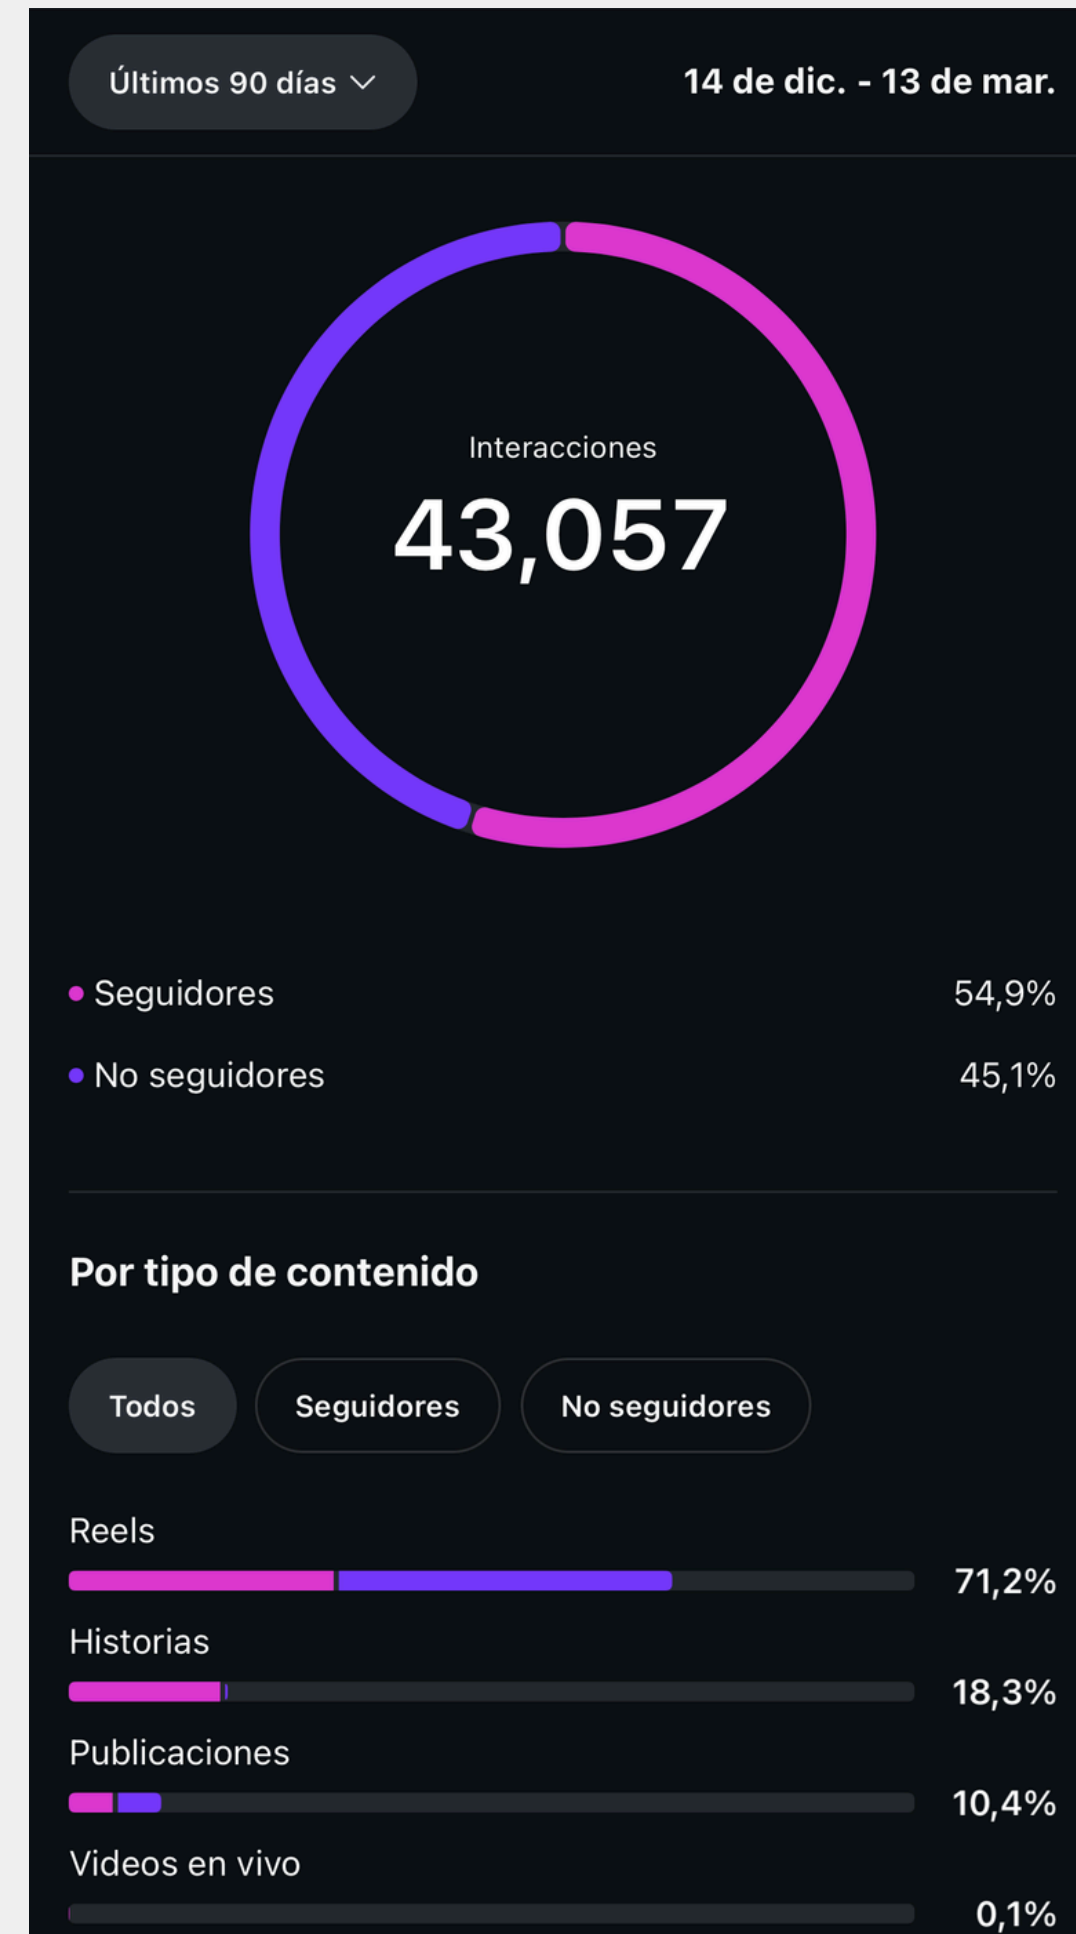 Últimos 90 días
14 de dic. - 13 de mar.
Interacciones
43,057
Seguidores 54,9%
No seguidores 45,1%
Por tipo de contenido
Todos Seguidores No seguidores
Reels
71,2%
Historias
18,3%
Publicaciones
10,4%
Videos en vivo
0,1%